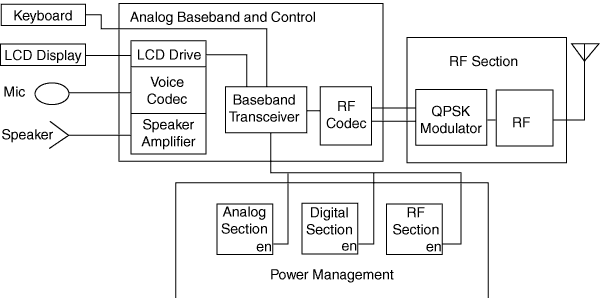 Keyboard
Analog Baseband and Control
LCD Display
LCD Drive
RF Section
Mic
Voice
Codec
Baseband
Transceiver
RF
Codec
QPSK
Modulator
RF
Speaker
Speaker
Amplifier
Analog
Section
en
Digital
Section
en
RF
Section
en
Power Management